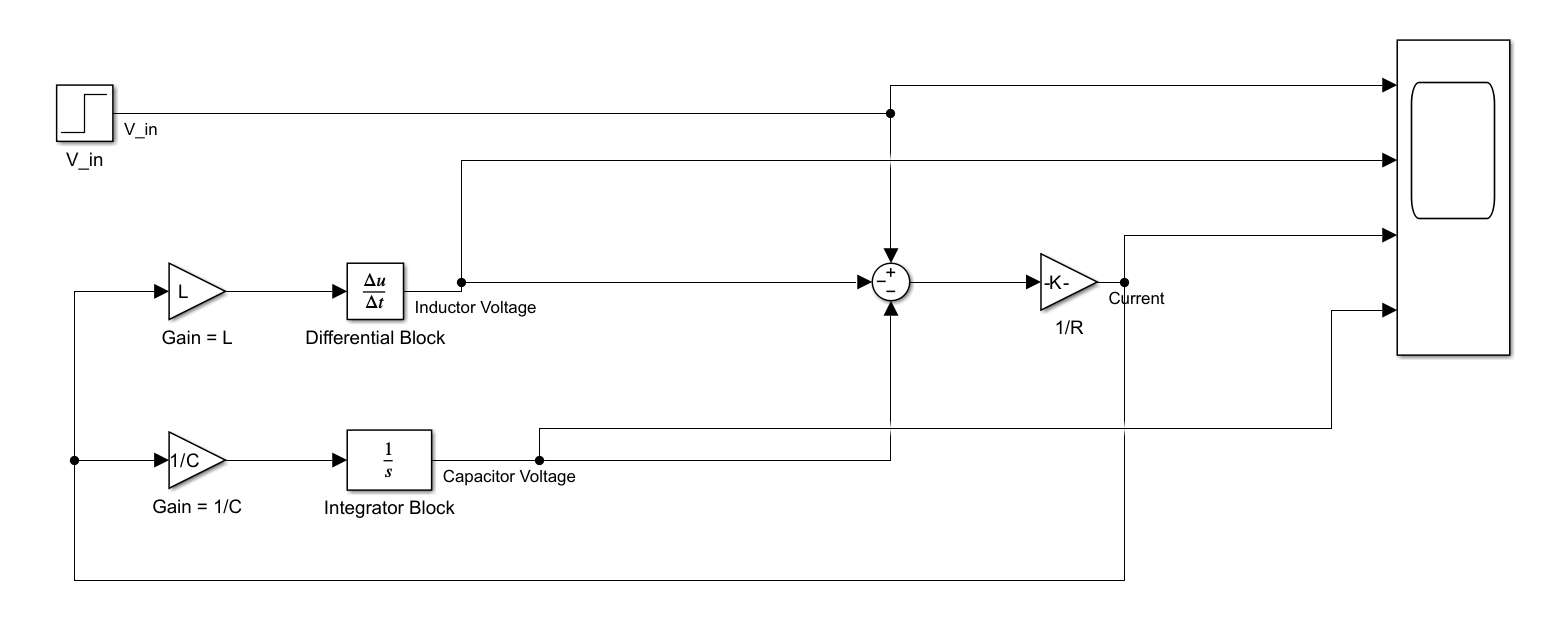 V_in
V_in
+
−
−
L
Δu
Δt
Inductor Voltage
-K-
Current
Gain = L
Differential Block
1/R
1/C
1
s
Capacitor Voltage
Gain = 1/C
Integrator Block